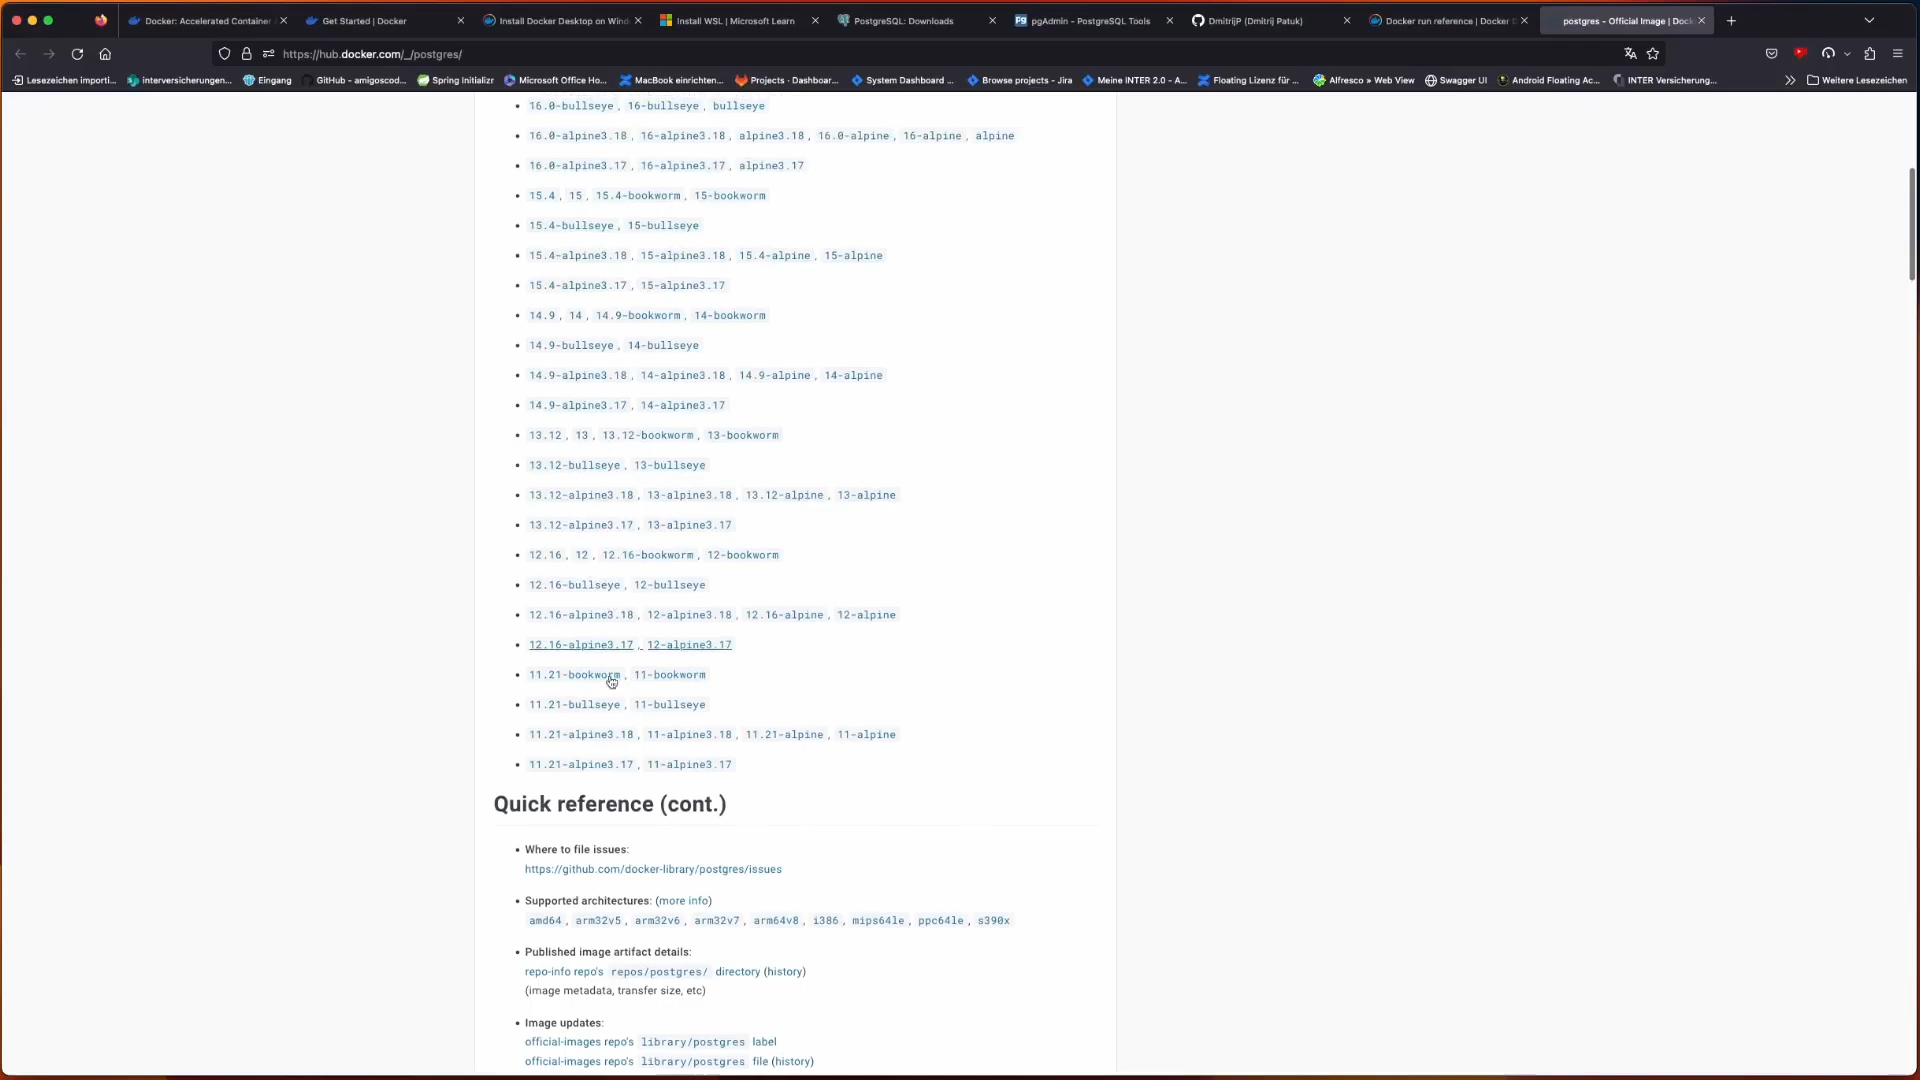 Docker: Accelerated Container
Get Started | Docker
Install Docker Desktop on Wind
Install WSL | Microsoft Learn
PostgreSQL: Downloads
pgAdmin - PostgreSQL Tools
DmitrijP (Dmitrij Patuk)
Docker run reference | Docker
postgres - Official Image | Dock
https://hub.docker.com/_/postgres/
Lesezeichen importi...
interversicherungen...
Eingang
GitHub - amigoscod...
Spring Initializr
Microsoft Office Ho...
MacBook einrichten...
Projects · Dashboar...
System Dashboard ...
Browse projects - Jira
Meine INTER 2.0 - A...
Floating Lizenz für ...
Alfresco » Web View
Swagger UI
Android Floating Ac...
INTER Versicherung...
Weitere Lesezeichen
16.0-bullseye, 16-bullseye, bullseye
16.0-alpine3.18, 16-alpine3.18, alpine3.18, 16.0-alpine, 16-alpine, alpine
16.0-alpine3.17, 16-alpine3.17, alpine3.17
15.4, 15, 15.4-bookworm, 15-bookworm
15.4-bullseye, 15-bullseye
15.4-alpine3.18, 15-alpine3.18, 15.4-alpine, 15-alpine
15.4-alpine3.17, 15-alpine3.17
14.9, 14, 14.9-bookworm, 14-bookworm
14.9-bullseye, 14-bullseye
14.9-alpine3.18, 14-alpine3.18, 14.9-alpine, 14-alpine
14.9-alpine3.17, 14-alpine3.17
13.12, 13, 13.12-bookworm, 13-bookworm
13.12-bullseye, 13-bullseye
13.12-alpine3.18, 13-alpine3.18, 13.12-alpine, 13-alpine
13.12-alpine3.17, 13-alpine3.17
12.16, 12, 12.16-bookworm, 12-bookworm
12.16-bullseye, 12-bullseye
12.16-alpine3.18, 12-alpine3.18, 12.16-alpine, 12-alpine
12.16-alpine3.17, 12-alpine3.17
11.21-bookworm, 11-bookworm
11.21-bullseye, 11-bullseye
11.21-alpine3.18, 11-alpine3.18, 11.21-alpine, 11-alpine
11.21-alpine3.17, 11-alpine3.17
Quick reference (cont.)
Where to file issues:
https://github.com/docker-library/postgres/issues
Supported architectures: (more info)
amd64, arm32v5, arm32v6, arm32v7, arm64v8, i386, mips64le, ppc64le, s390x
Published image artifact details:
repo-info repo's repos/postgres/ directory (history)
(image metadata, transfer size, etc)
Image updates:
official-images repo's library/postgres label
official-images repo's library/postgres file (history)